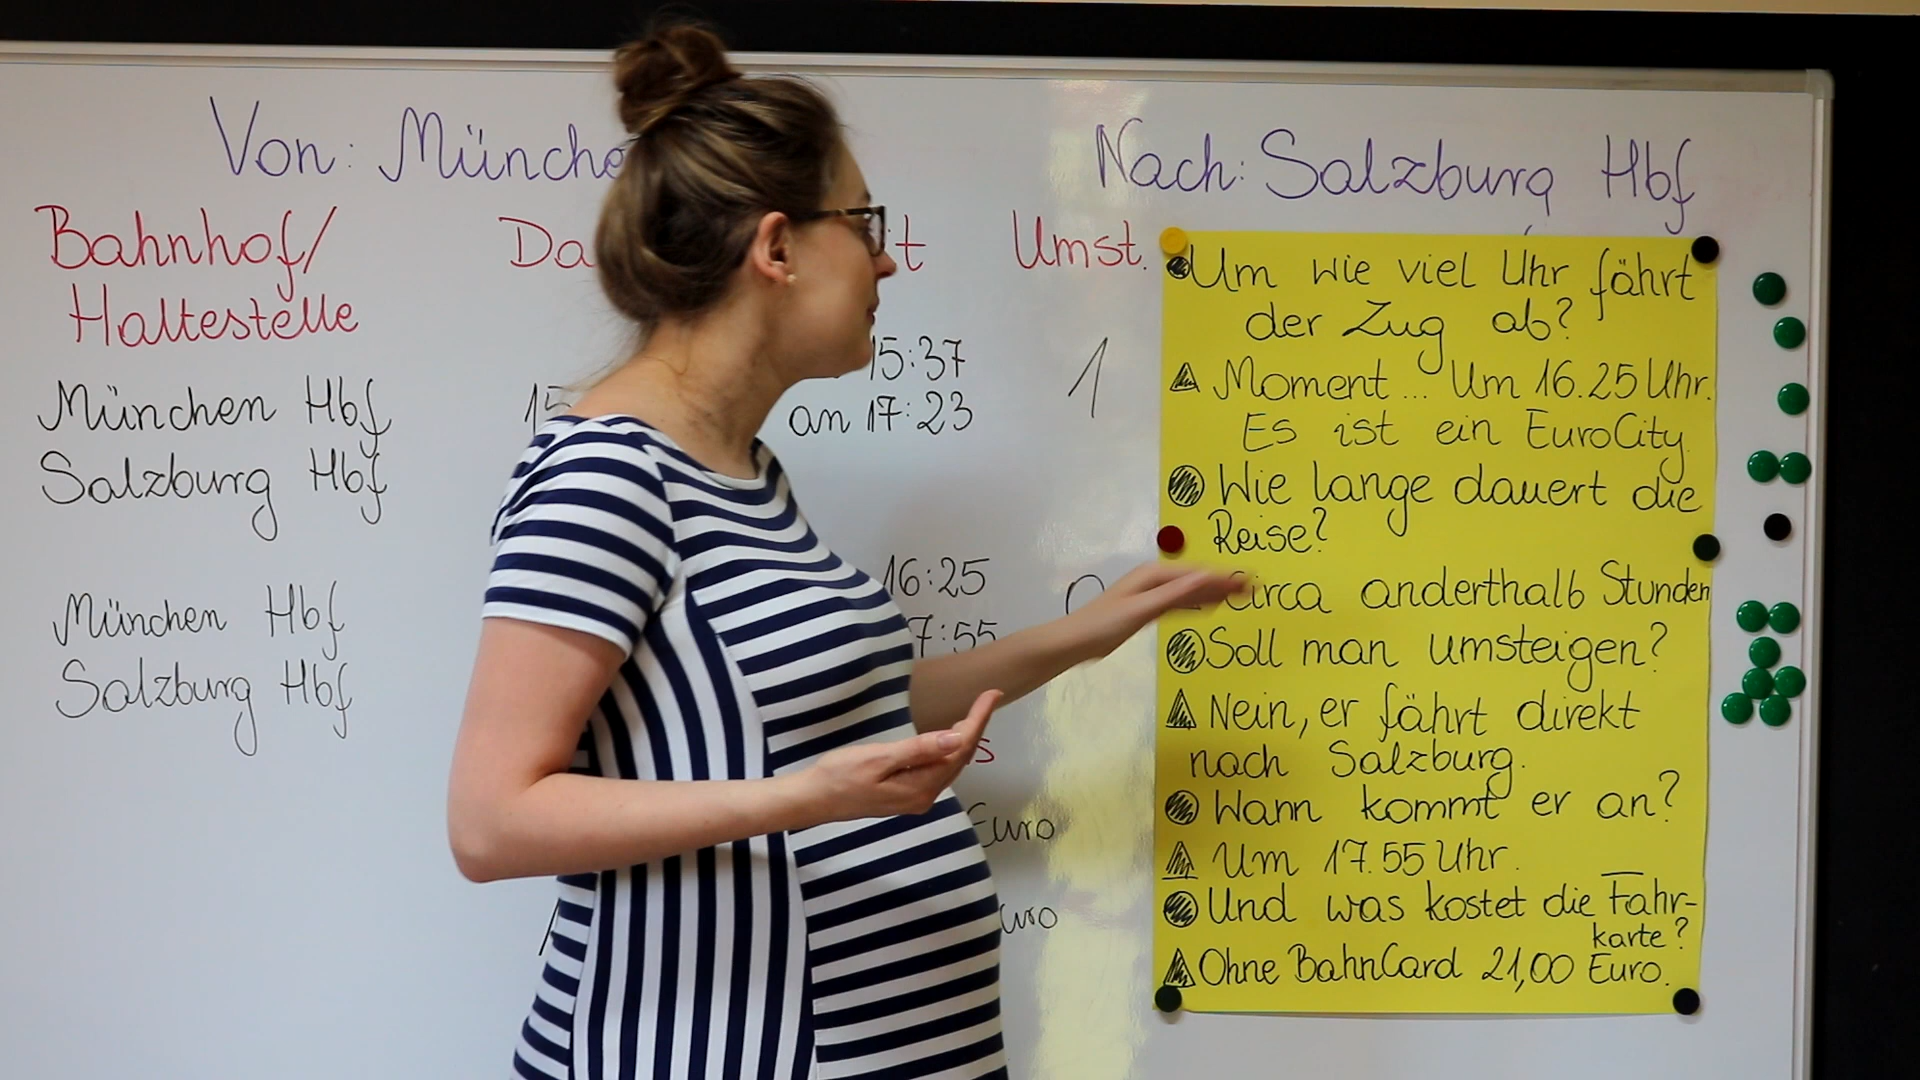 Von:
Nach: Salzburg Hbf
Bahnhof/
Haltestelle
Umst.
München Hbf
Salzburg Hbf
15:37
an 17:23
1
München Hbf
Salzburg Hbf
16:25
Euro
Um wie viel Uhr fährt
der Zug ab?
Moment... Um 16.25 Uhr.
Es ist ein EuroCity.
Wie lange dauert die
Reise?
Circa anderthalb Stunden
Soll man umsteigen?
Nein, er fährt direkt
nach Salzburg.
Wann kommt er an?
Um 17.55 Uhr.
Und was kostet die Fahr-
karte?
Ohne BahnCard 21,00 Euro.